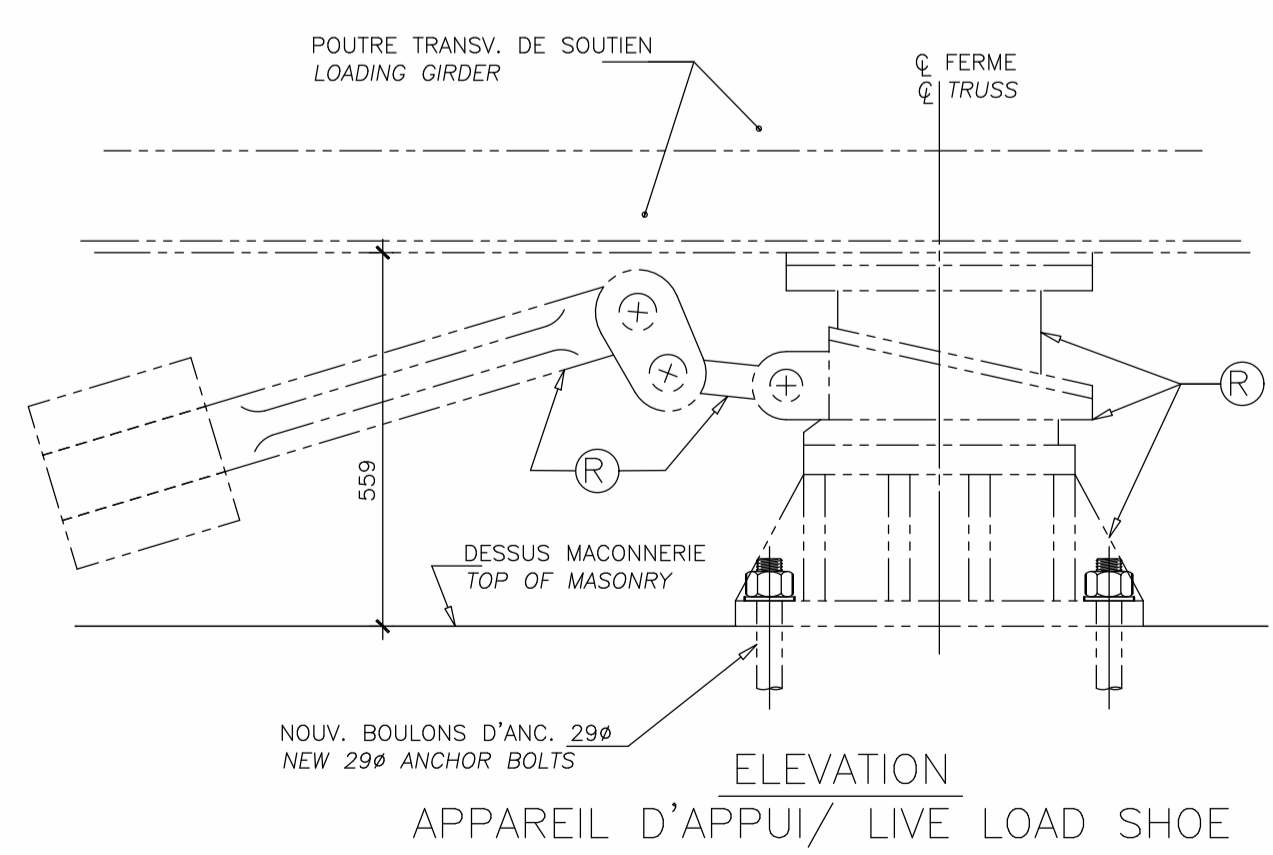 POUTRE TRANSV. DE SOUTIEN
LOADING GIRDER
℄ FERME
℄ TRUSS
R
R
559
DESSUS MACONNERIE
TOP OF MASONRY
NOUV. BOULONS D'ANC. 29ø
NEW 29ø ANCHOR BOLTS
ELEVATION
APPAREIL D'APPUI/ LIVE LOAD SHOE